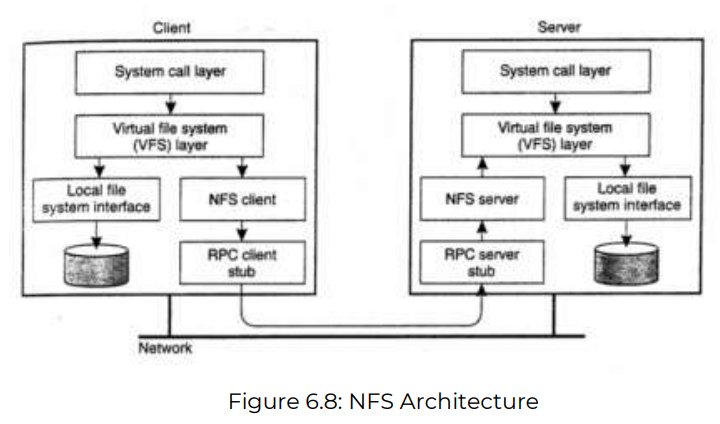 Client
Server
System call layer
System call layer
Virtual file system
(VFS) layer
Virtual file system
(VFS) layer
Local file
system interface
NFS client
NFS server
Local file
system interface
RPC client
stub
RPC server
stub
Network
Figure 6.8: NFS Architecture